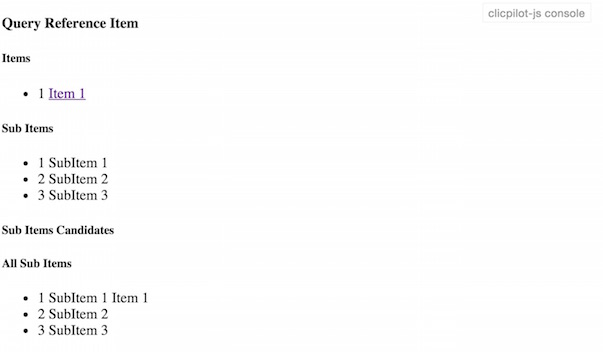 clicpilot-js console
Query Reference Item
Items
1 Item 1
Sub Items
1 SubItem 1
2 SubItem 2
3 SubItem 3
Sub Items Candidates
All Sub Items
1 SubItem 1 Item 1
2 SubItem 2
3 SubItem 3